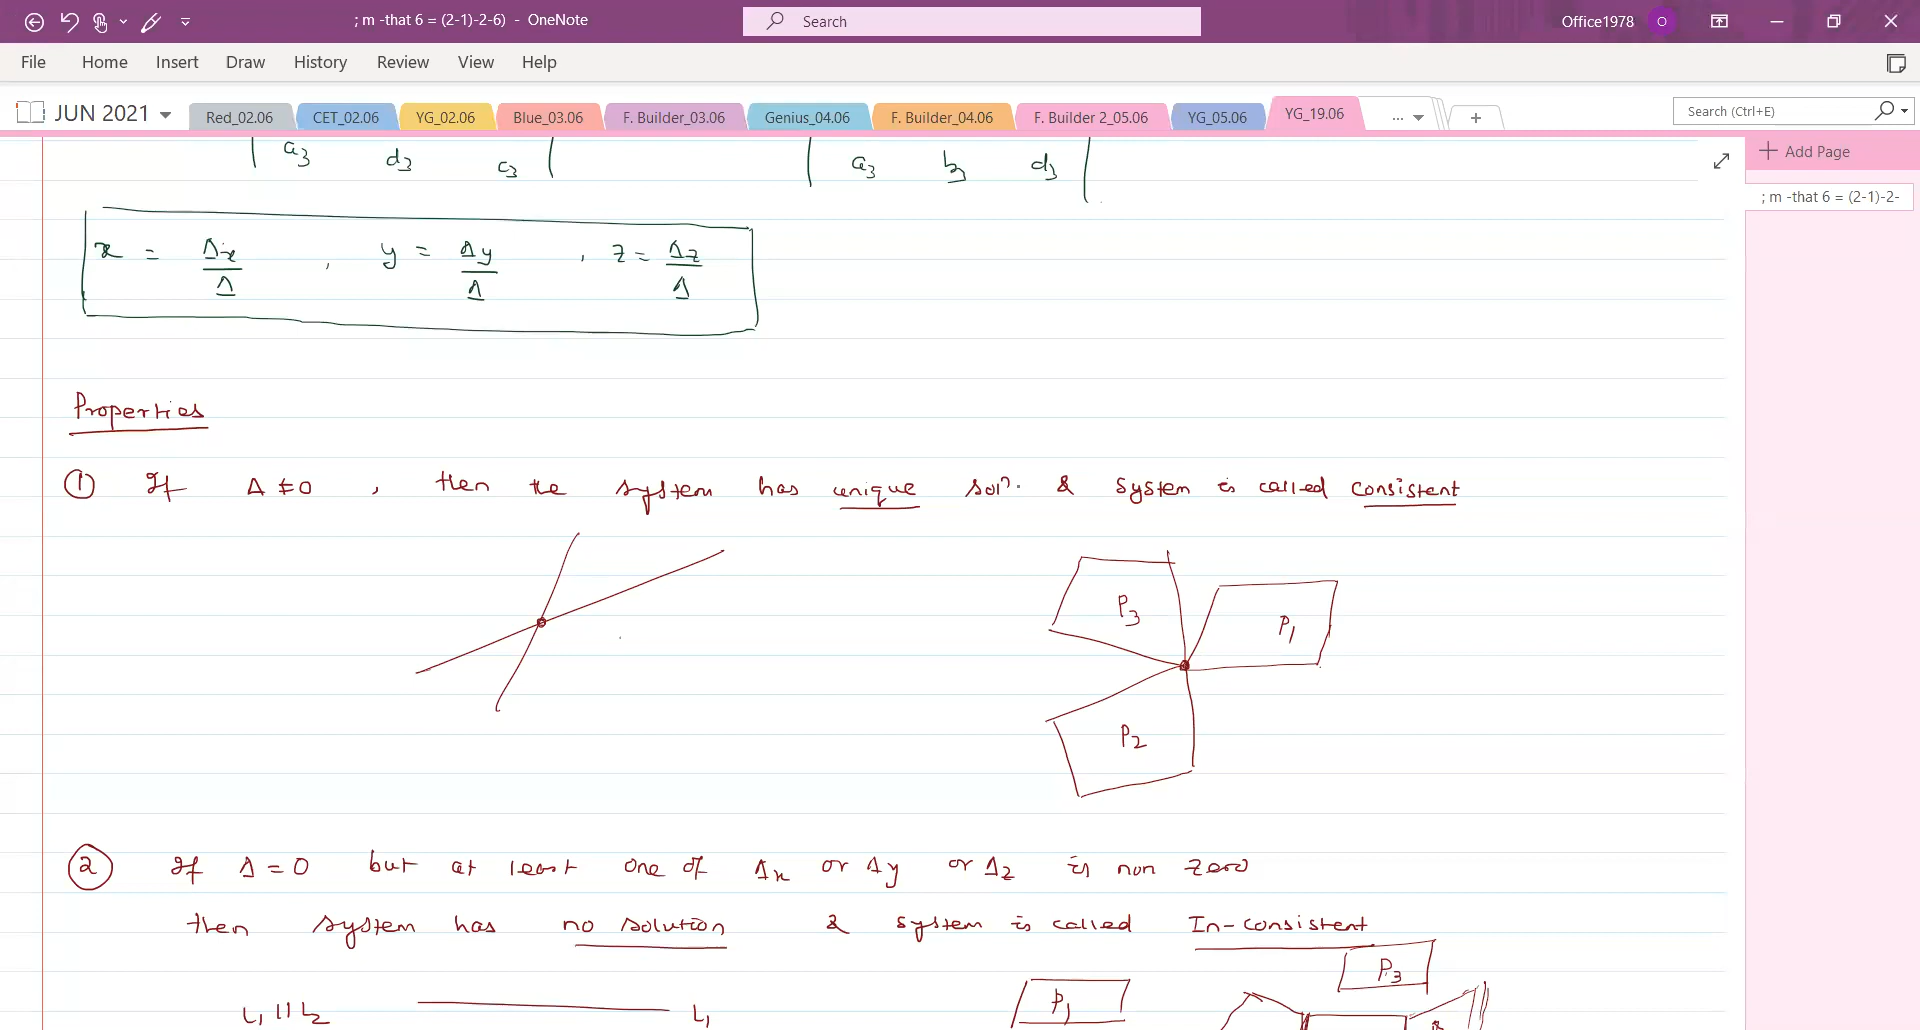 ; m -that 6 = (2-1)-2-6) - OneNote
Search
Office1978 O
File Home Insert Draw History Review View Help
JUN 2021
Red_02.06 CET_02.06 YG_02.06 Blue_03.06 F. Builder_03.06 Genius_04.06 F. Builder_04.06 F. Builder 2_05.06 YG_05.06 YG_19.06 ... +
Search (Ctrl+E)
Add Page
; m -that 6 = (2-1)-2-
a3 d3 c3
a3 b3 d3
x = Δx/Δ , y = Δy/Δ , z = Δz/Δ
Properties
① If Δ ≠ 0 , then the system has unique solⁿ. & system is called consistent
P3
P1
P2
② If Δ = 0 but at least one of Δx or Δy or Δz is non zero
then system has no solution & system is called In-consistent
P3
L1 || L2 L1
P1